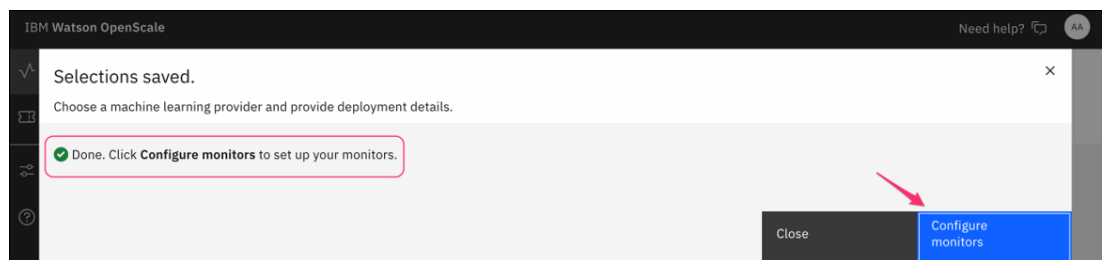 IBM Watson OpenScale
Need help?
AA
Selections saved.
Choose a machine learning provider and provide deployment details.
Done. Click Configure monitors to set up your monitors.
Close
Configure
monitors